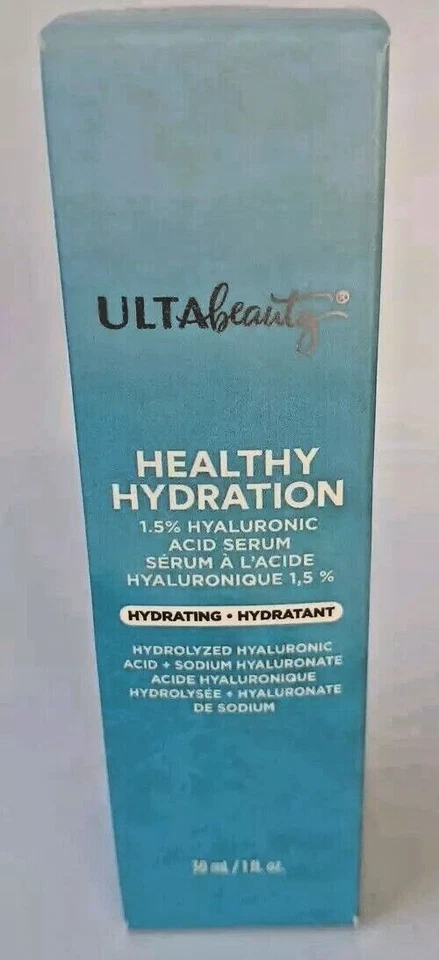 ULTAbeauty®
HEALTHY
HYDRATION
1.5% HYALURONIC
ACID SERUM
SÉRUM À L'ACIDE
HYALURONIQUE 1,5 %
HYDRATING • HYDRATANT
HYDROLYZED HYALURONIC
ACID + SODIUM HYALURONATE
ACIDE HYALURONIQUE
HYDROLYSÉE + HYALURONATE
DE SODIUM
30 mL / 1 fl. oz.